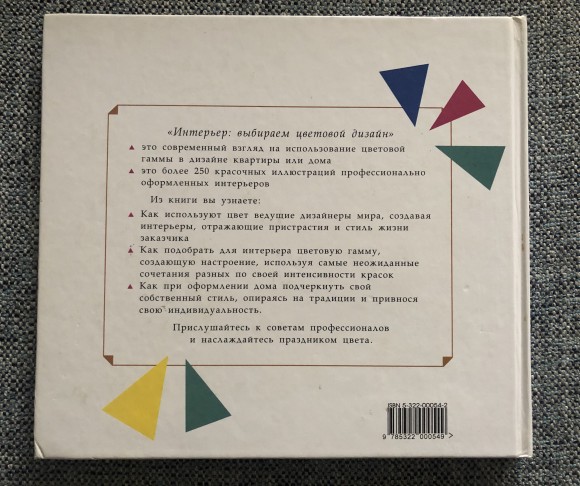 «Интерьер: выбираем цветовой дизайн»
это современный взгляд на использование цветовой
гаммы в дизайне квартиры или дома
это более 250 красочных иллюстраций профессионально
оформленных интерьеров
Из книги вы узнаете:
Как используют цвет ведущие дизайнеры мира, создавая
интерьеры, отражающие пристрастия и стиль жизни
заказчика
Как подобрать для интерьера цветовую гамму,
создающую настроение, используя самые неожиданные
сочетания разных по своей интенсивности красок
Как при оформлении дома подчеркнуть свой
собственный стиль, опираясь на традиции и привнося
свою индивидуальность.
Прислушайтесь к советам профессионалов
и наслаждайтесь праздником цвета.
ISBN 5-322-00054-2
9 785322 000549 >